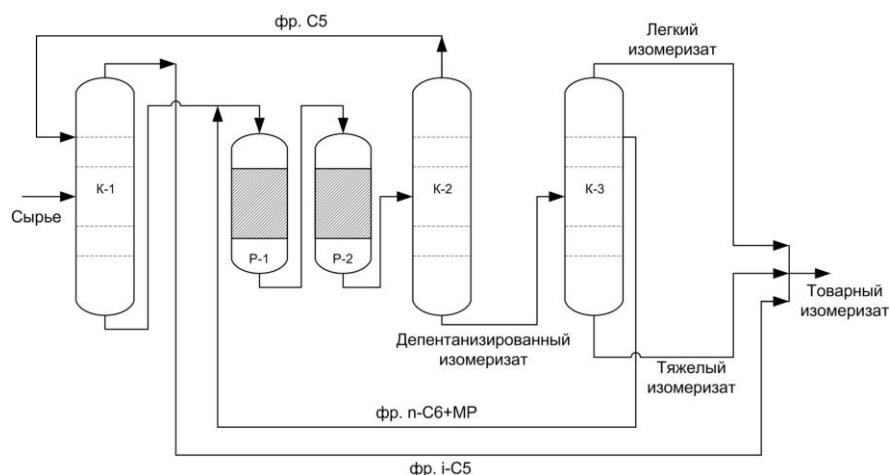 фр. С5
Легкий
изомеризат
К-1
К-2
К-3
Сырье
Р-1
Р-2
Товарный
изомеризат
Депентанизированный
изомеризат
Тяжелый
изомеризат
фр. n-C6+MP
фр. i-C5